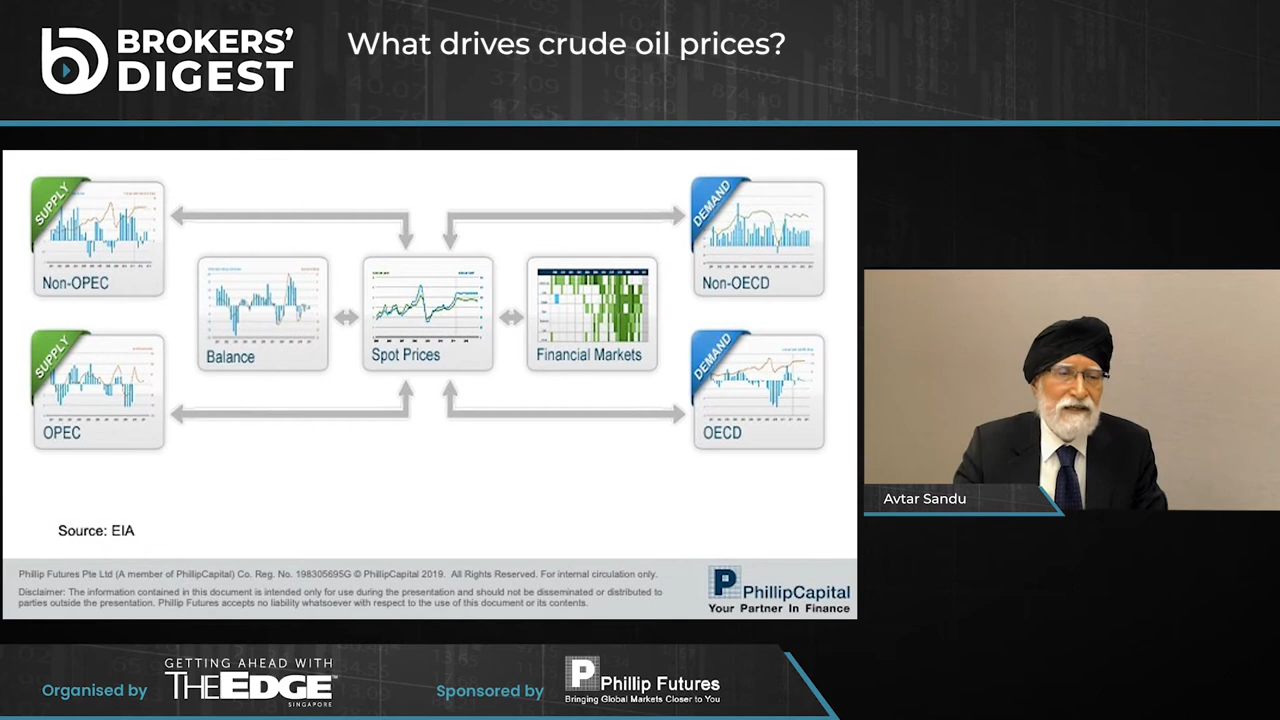 BROKERS'
DIGEST
What drives crude oil prices?
SUPPLY
Non-OPEC
DEMAND
Non-OECD
Balance
Spot Prices
Financial Markets
SUPPLY
OPEC
DEMAND
OECD
Source: EIA
Phillip Futures Pte Ltd (A member of PhillipCapital) Co. Reg. No. 198305695G © PhillipCapital 2019. All Rights Reserved. For internal circulation only.
Disclaimer: The information contained in this document is intended only for use during the presentation and should not be disseminated or distributed to
parties outside the presentation. Phillip Futures accepts no liability whatsoever with respect to the use of this document or its contents.
P
PhillipCapital
Your Partner In Finance
Avtar Sandu
Organised by
GETTING AHEAD WITH
THE EDGE
SINGAPORE
Sponsored by
P
Phillip Futures
Bringing Global Markets Closer to You